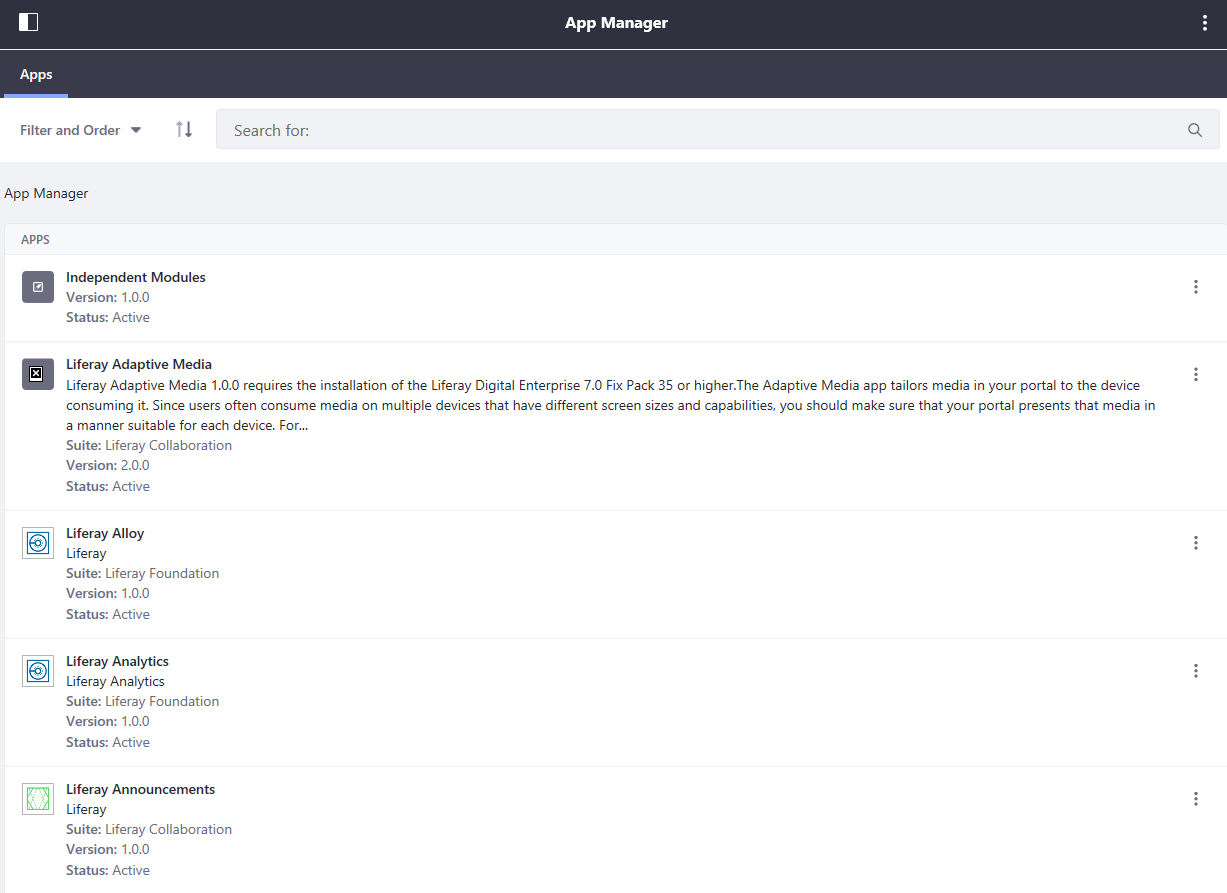 App Manager
Apps
Filter and Order
Search for:
App Manager
APPS
Independent Modules
Version: 1.0.0
Status: Active
Liferay Adaptive Media
Liferay Adaptive Media 1.0.0 requires the installation of the Liferay Digital Enterprise 7.0 Fix Pack 35 or higher.The Adaptive Media app tailors media in your portal to the device
consuming it. Since users often consume media on multiple devices that have different screen sizes and capabilities, you should make sure that your portal presents that media in
a manner suitable for each device. For...
Suite: Liferay Collaboration
Version: 2.0.0
Status: Active
Liferay Alloy
Liferay
Suite: Liferay Foundation
Version: 1.0.0
Status: Active
Liferay Analytics
Liferay Analytics
Suite: Liferay Foundation
Version: 1.0.0
Status: Active
Liferay Announcements
Liferay
Suite: Liferay Collaboration
Version: 1.0.0
Status: Active